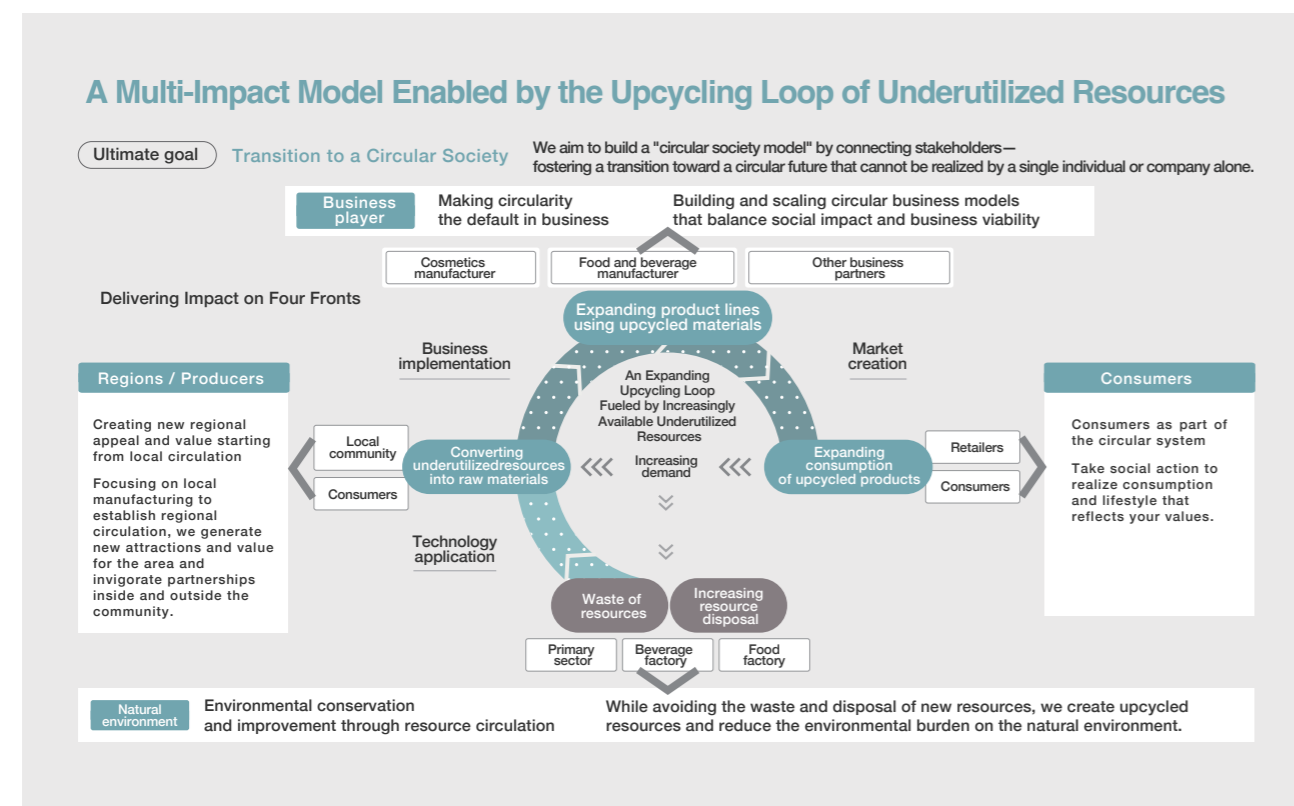 A Multi-Impact Model Enabled by the Upcycling Loop of Underutilized Resources
Ultimate goal
Transition to a Circular Society
We aim to build a "circular society model" by connecting stakeholders—
fostering a transition toward a circular future that cannot be realized by a single individual or company alone.
Business
player
Making circularity
the default in business
Building and scaling circular business models
that balance social impact and business viability
Cosmetics
manufacturer
Food and beverage
manufacturer
Other business
partners
Delivering Impact on Four Fronts
Expanding product lines
using upcycled materials
Business
implementation
Market
creation
Regions / Producers
Creating new regional
appeal and value starting
from local circulation
Focusing on local
manufacturing to
establish regional
circulation, we generate
new attractions and value
for the area and
invigorate partnerships
inside and outside the
community.
Local
community
Consumers
Converting
underutilizedresources
into raw materials
An Expanding
Upcycling Loop
Fueled by Increasingly
Available Underutilized
Resources
Increasing
demand
Expanding
consumption
of upcycled products
Retailers
Consumers
Consumers
Consumers as part of
the circular system
Take social action to
realize consumption
and lifestyle that
reflects your values.
Technology
application
Waste of
resources
Increasing
resource
disposal
Primary
sector
Beverage
factory
Food
factory
Natural
environment
Environmental conservation
and improvement through resource circulation
While avoiding the waste and disposal of new resources, we create upcycled
resources and reduce the environmental burden on the natural environment.